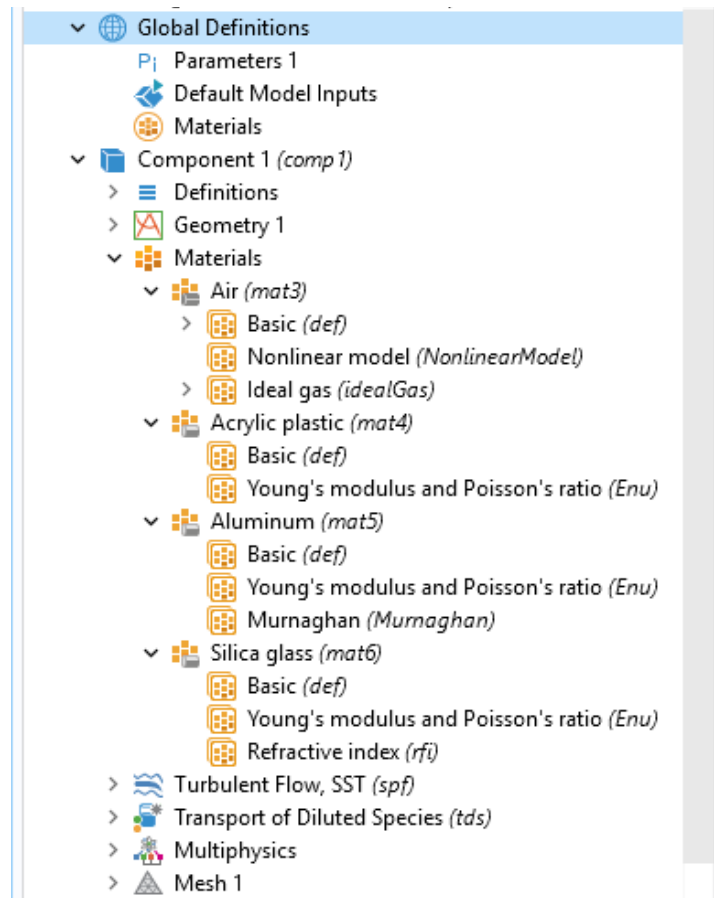 Global Definitions
Pi Parameters 1
Default Model Inputs
Materials
Component 1 (comp1)
Definitions
Geometry 1
Materials
Air (mat3)
Basic (def)
Nonlinear model (NonlinearModel)
Ideal gas (idealGas)
Acrylic plastic (mat4)
Basic (def)
Young's modulus and Poisson's ratio (Enu)
Aluminum (mat5)
Basic (def)
Young's modulus and Poisson's ratio (Enu)
Murnaghan (Murnaghan)
Silica glass (mat6)
Basic (def)
Young's modulus and Poisson's ratio (Enu)
Refractive index (rfi)
Turbulent Flow, SST (spf)
Transport of Diluted Species (tds)
Multiphysics
Mesh 1